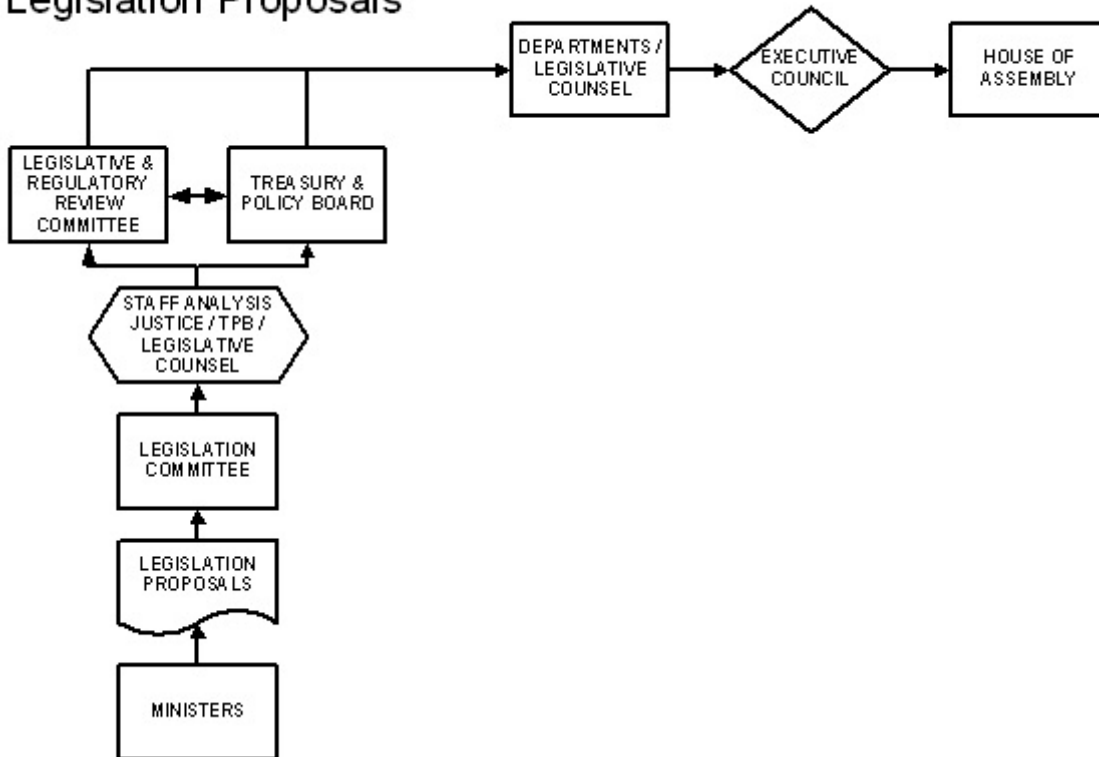 Legislation Proposals
DEPARTMENTS /
LEGISLATIVE
COUNSEL
EXECUTIVE
COUNCIL
HOUSE OF
ASSEMBLY
LEGISLATIVE &
REGULATORY
REVIEW
COMMITTEE
TREASURY &
POLICY BOARD
STAFF ANALYSIS
JUSTICE / TPB /
LEGISLATIVE
COUNSEL
LEGISLATION
COMMITTEE
LEGISLATION
PROPOSALS
MINISTERS